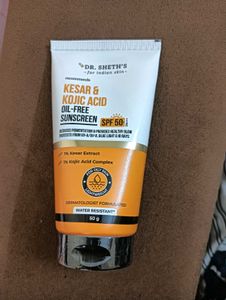 DR. SHETH'S
for indian skin
KESAR &
KOJIC ACID
OIL-FREE
SUNSCREEN SPF 50+
1% Kesar Extract
2% Kojic Acid Complex
DERMATOLOGIST FORMULATED
WATER RESISTANT
50 g